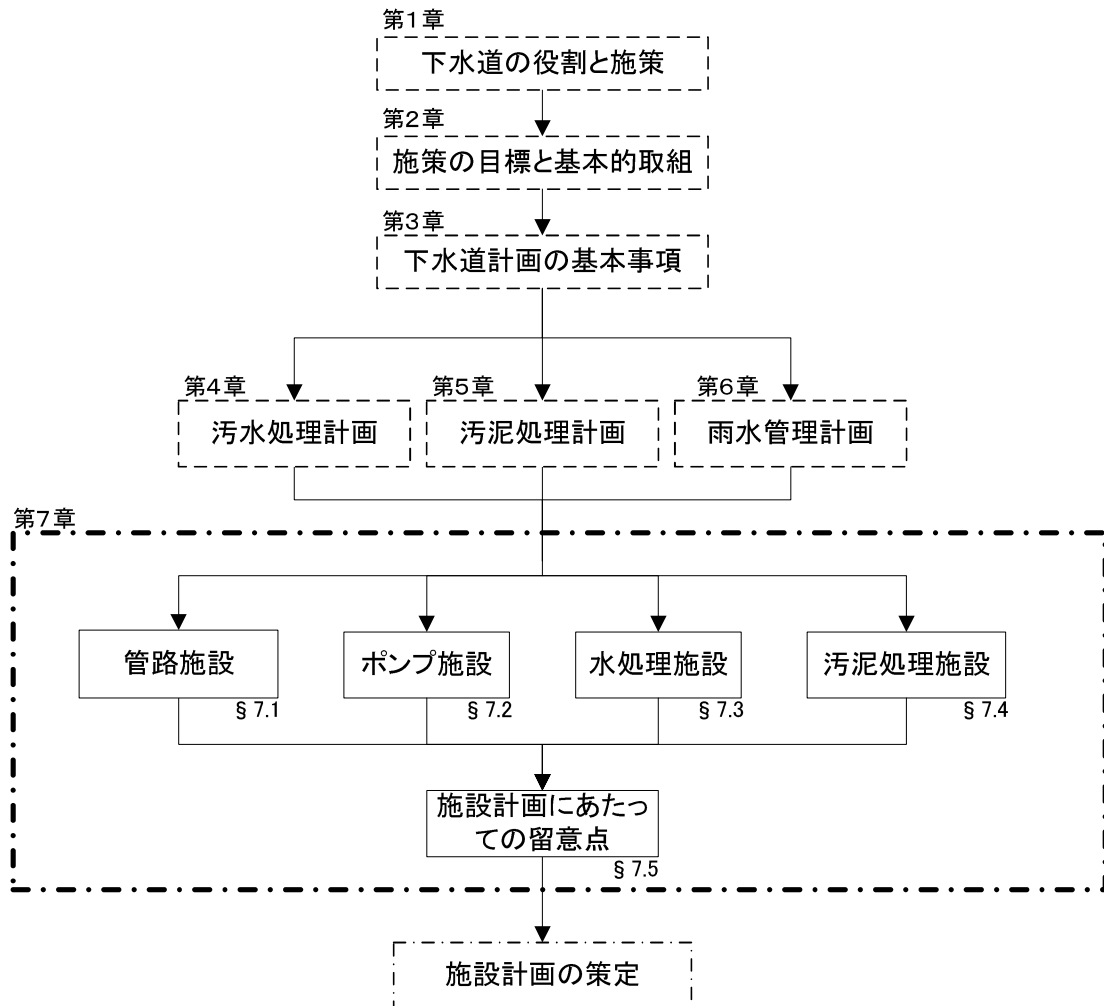 第1章
下水道の役割と施策
第2章
施策の目標と基本的取組
第3章
下水道計画の基本事項
第4章
汚水処理計画
第5章
汚泥処理計画
第6章
雨水管理計画
第7章
管路施設
§7.1
ポンプ施設
§7.2
水処理施設
§7.3
汚泥処理施設
§7.4
施設計画にあたっ
ての留意点
§7.5
施設計画の策定